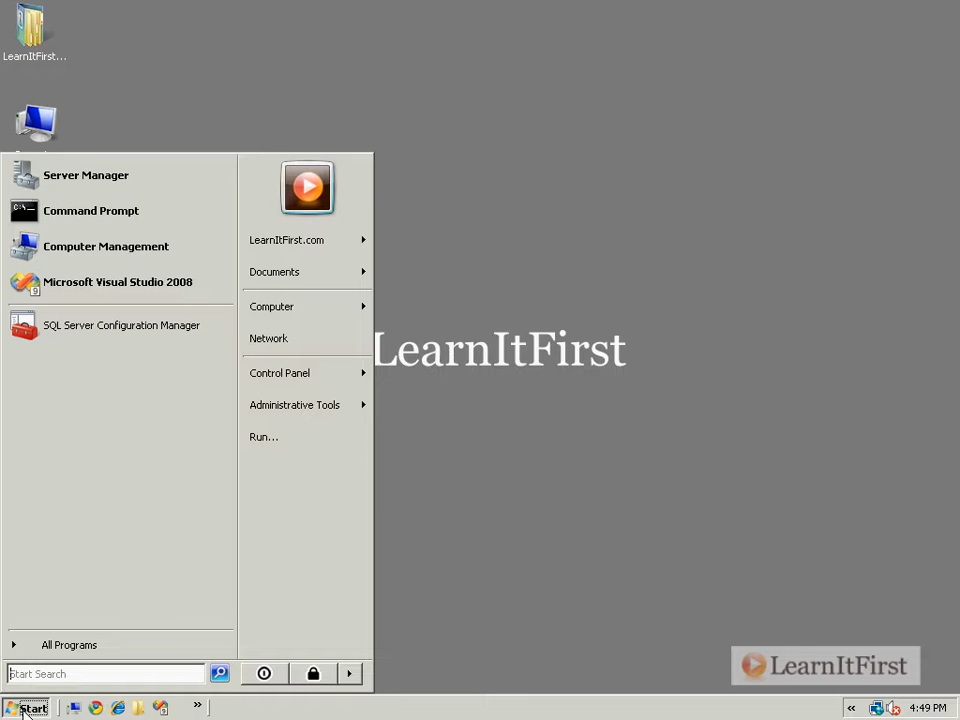 LearnItFirst...
Server Manager
Command Prompt
Computer Management
Microsoft Visual Studio 2008
SQL Server Configuration Manager
All Programs
Start Search
LearnItFirst.com
Documents
Computer
Network
Control Panel
Administrative Tools
Run...
LearnItFirst
LearnItFirst
Start
4:49 PM